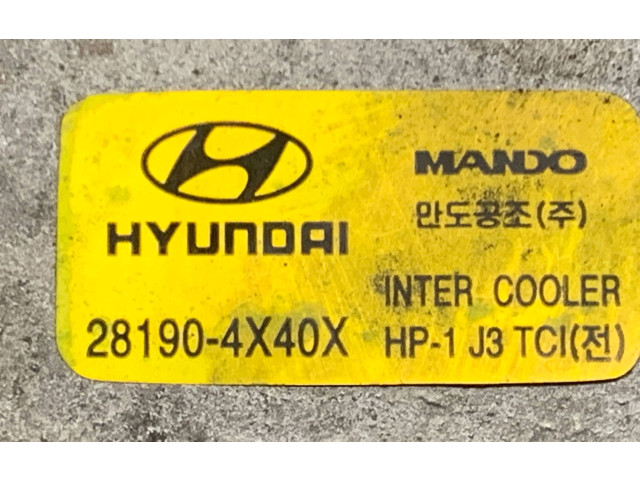 HYUNDAI
28190-4X40X
MANDO
만도공조(주)
INTER COOLER
HP-1 J3 TCI(전)